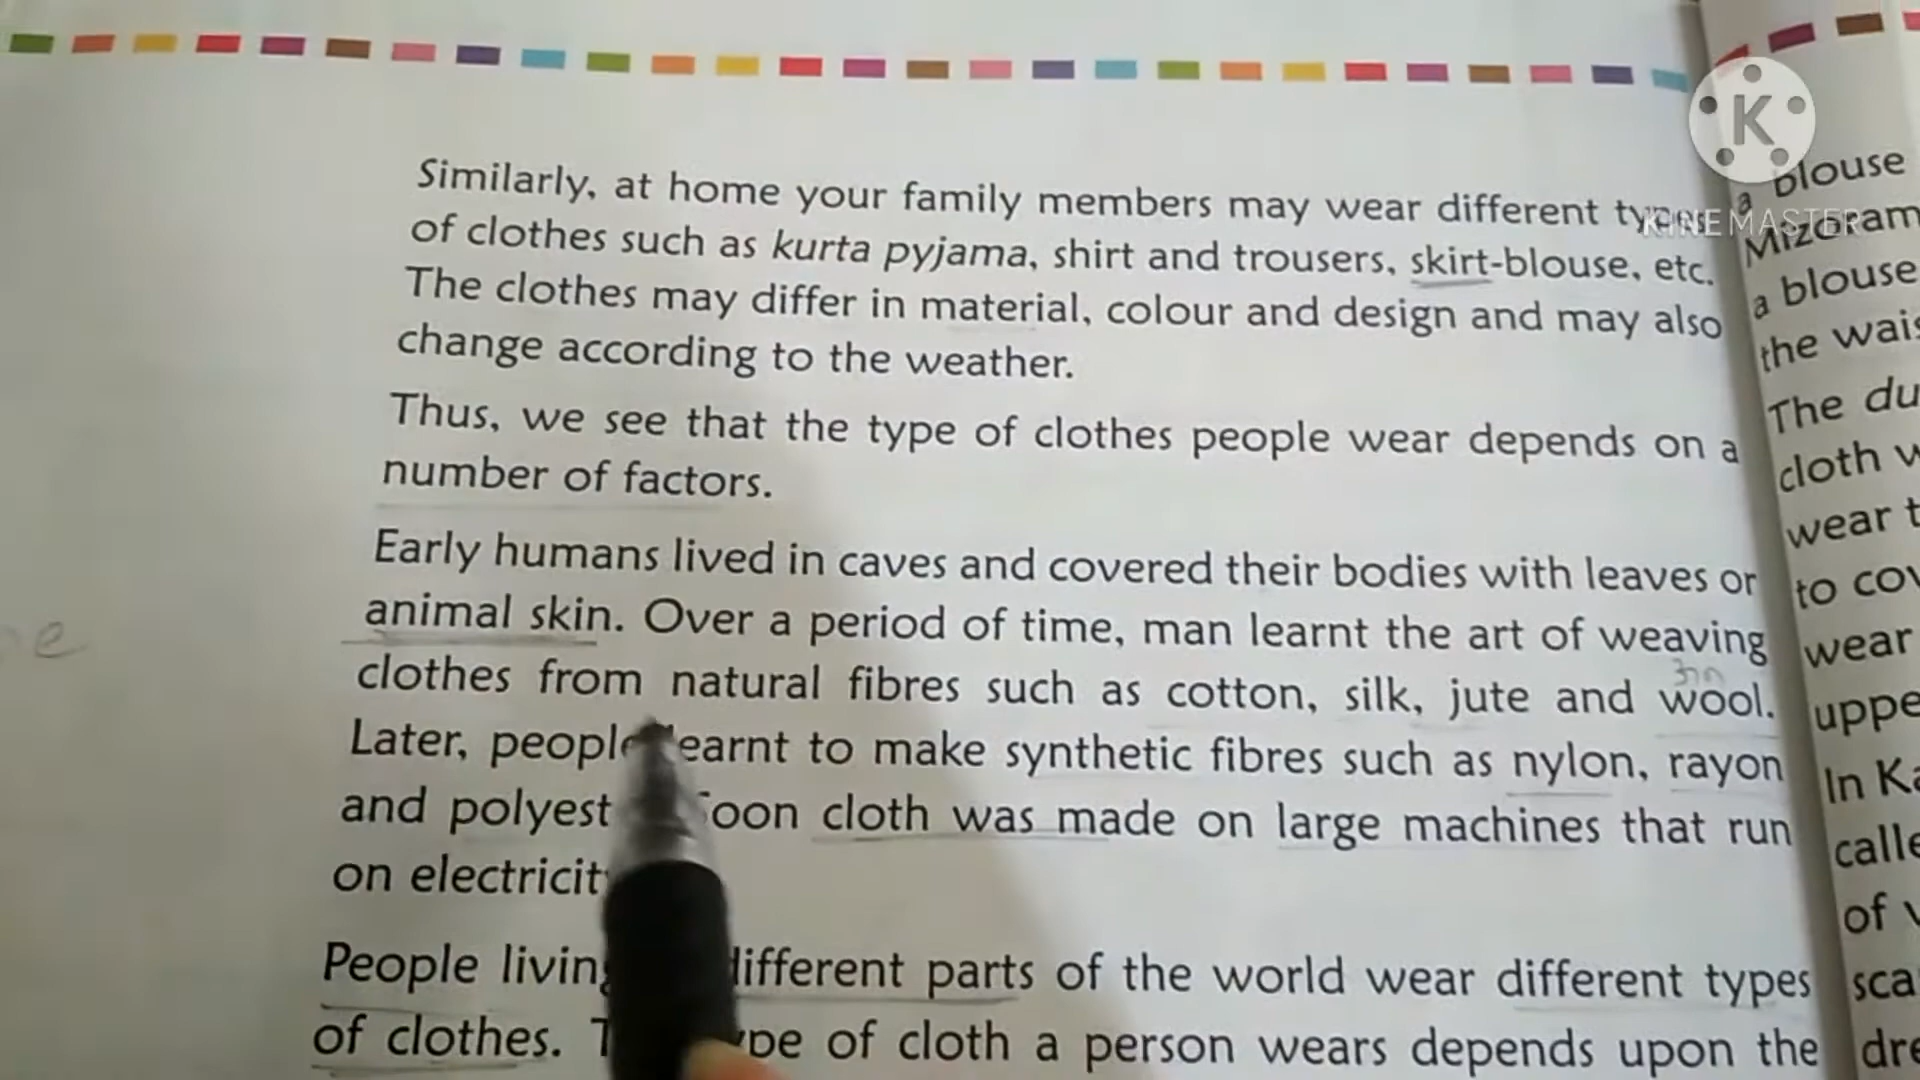 Similarly, at home your family members may wear different types
of clothes such as kurta pyjama, shirt and trousers, skirt-blouse, etc.
The clothes may differ in material, colour and design and may also
change according to the weather.
Thus, we see that the type of clothes people wear depends on a
number of factors.
Early humans lived in caves and covered their bodies with leaves or
animal skin. Over a period of time, man learnt the art of weaving
clothes from natural fibres such as cotton, silk, jute and wool.
Later, people learnt to make synthetic fibres such as nylon, rayon
and polyest Soon cloth was made on large machines that run
on electricity
People living different parts of the world wear different types
of clothes. type of cloth a person wears depends upon the
a blouse
Mizoram
a blouse
the wais
The du
cloth w
wear t
to cov
wear
uppe
In Ka
calle
of
sca
dre
K
KINEMASTER